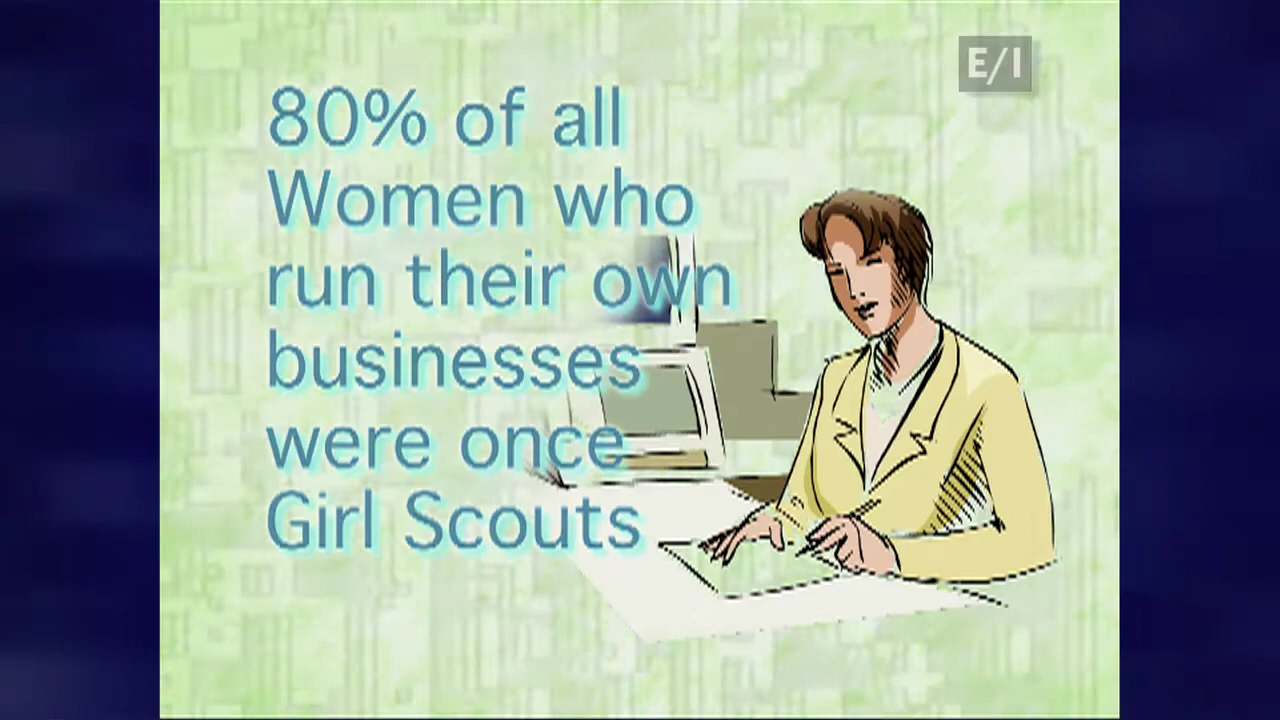 E/I
80% of all
Women who
run their own
businesses
were once
Girl Scouts